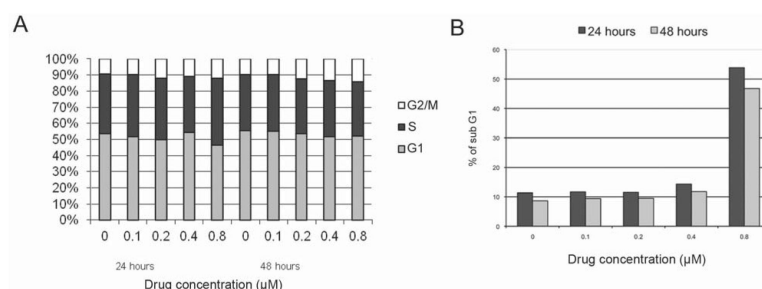 A
100%
90%
80%
70%
60%
50%
40%
30%
20%
10%
0%
0 0.1 0.2 0.4 0.8 0 0.1 0.2 0.4 0.8
24 hours 48 hours
Drug concentration (µM)
G2/M
S
G1
B
24 hours 48 hours
% of sub G1
60
50
40
30
20
10
0
0 0.1 0.2 0.4 0.8
Drug concentration (µM)